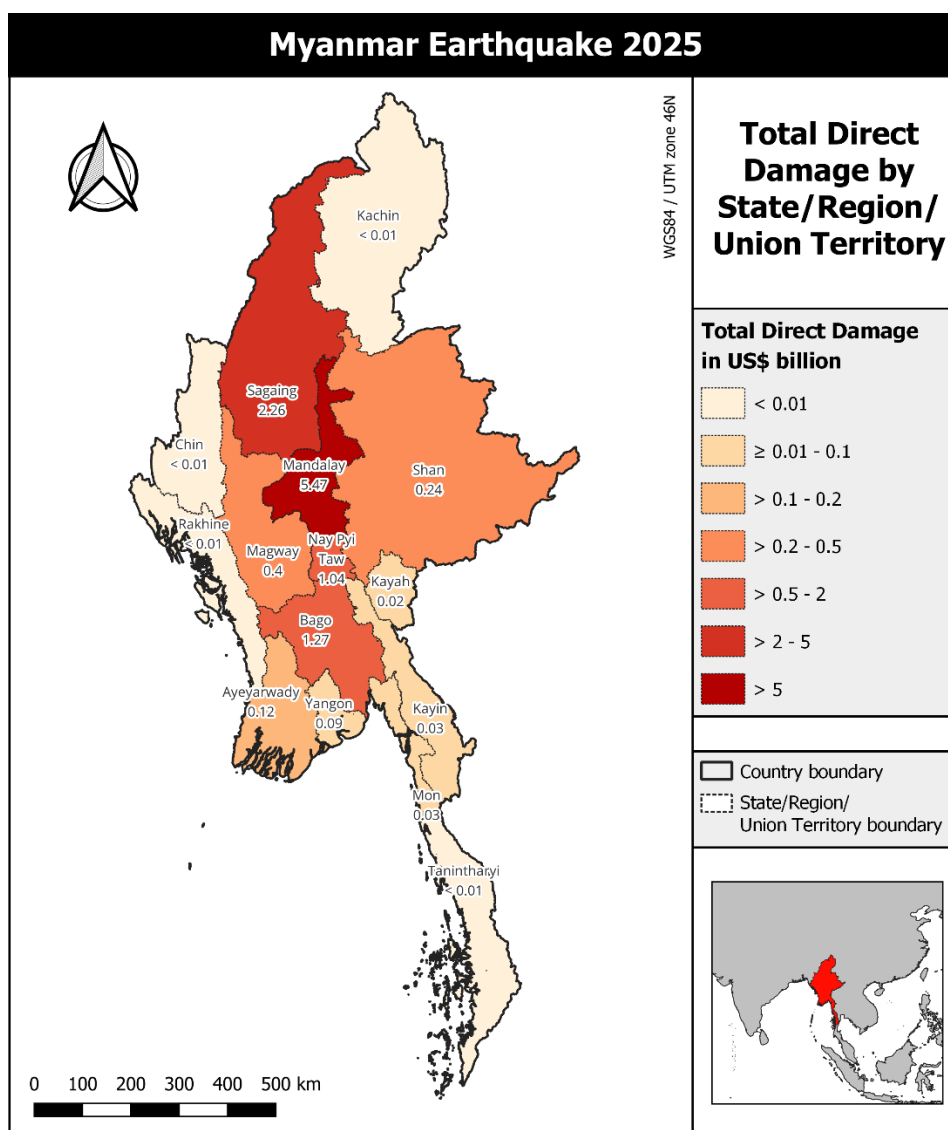 Myanmar Earthquake 2025
WGS84 / UTM zone 46N
Kachin
< 0.01
Sagaing
2.26
Chin
< 0.01
Mandalay
5.47
Shan
0.24
Rakhine
< 0.01
Magway
0.4
Nay Pyi
Taw
1.04
Kayah
0.02
Bago
1.27
Ayeyarwady
0.12
Yangon
0.09
Kayin
0.03
Mon
0.03
Tanintharyi
< 0.01
0 100 200 300 400 500 km
Total Direct
Damage by
State/Region/
Union Territory
Total Direct Damage
in US$ billion
< 0.01
≥ 0.01 - 0.1
> 0.1 - 0.2
> 0.2 - 0.5
> 0.5 - 2
> 2 - 5
> 5
Country boundary
State/Region/
Union Territory boundary